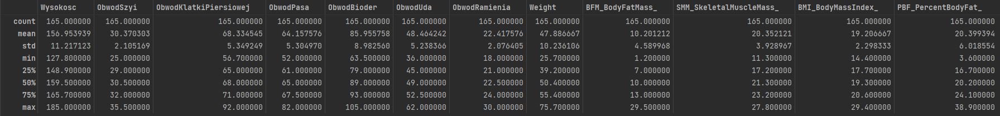 Wysokosc ObwodSzyi ObwodKlatkiPiersiowej ObwodPasa ObwodBioder ObwodUda ObwodRamienia Weight BFM_BodyFatMass_ SMM_SkeletalMuscleMass_ BMI_BodyMassIndex_ PBF_PercentBodyFat_
count 165.000000 165.000000 165.000000 165.000000 165.000000 165.000000 165.000000 165.000000 165.000000 165.000000 165.000000 165.000000
mean 156.953939 30.370303 68.334545 64.157576 85.955758 48.464242 22.417576 47.886667 10.201212 20.352121 19.206667 20.399394
std 11.217123 2.105169 5.349249 5.304970 8.982560 5.238366 2.076405 10.236106 4.589968 3.928967 2.298333 6.018554
min 127.800000 25.000000 56.700000 52.000000 63.500000 36.000000 18.000000 25.700000 1.200000 11.300000 14.400000 3.600000
25% 148.900000 29.000000 65.000000 61.000000 79.000000 45.000000 21.000000 39.200000 7.000000 17.200000 17.700000 16.700000
50% 159.500000 30.500000 68.000000 65.000000 89.000000 49.000000 22.500000 50.400000 10.000000 21.300000 19.300000 20.200000
75% 165.700000 32.000000 71.000000 67.500000 93.000000 52.500000 24.000000 55.400000 13.000000 23.200000 20.600000 24.100000
max 185.000000 35.500000 92.000000 82.000000 105.000000 62.000000 30.000000 75.700000 29.500000 27.800000 29.400000 38.900000